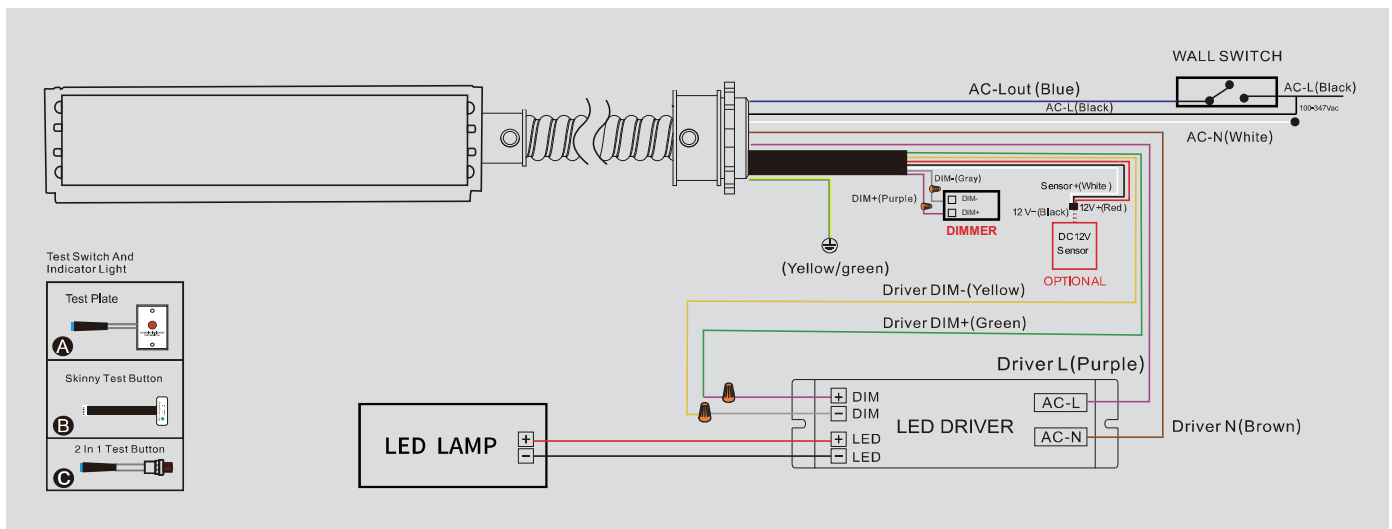 WALL SWITCH
AC-Lout (Blue)
AC-L(Black)
AC-L(Black)
100-347Vac
AC-N(White)
DIM-(Gray)
DIM+(Purple)
DIM-
DIM+
DIMMER
Sensor+(White)
12 V-(Black)
12V+(Red)
DC12V
Sensor
OPTIONAL
(Yellow/green)
Driver DIM-(Yellow)
Driver DIM+(Green)
Driver L(Purple)
Driver N(Brown)
Test Switch And
Indicator Light
Test Plate
A
Skinny Test Button
B
2 In 1 Test Button
C
LED LAMP
+
−
+ DIM
− DIM
+ LED
− LED
LED DRIVER
AC-L
AC-N